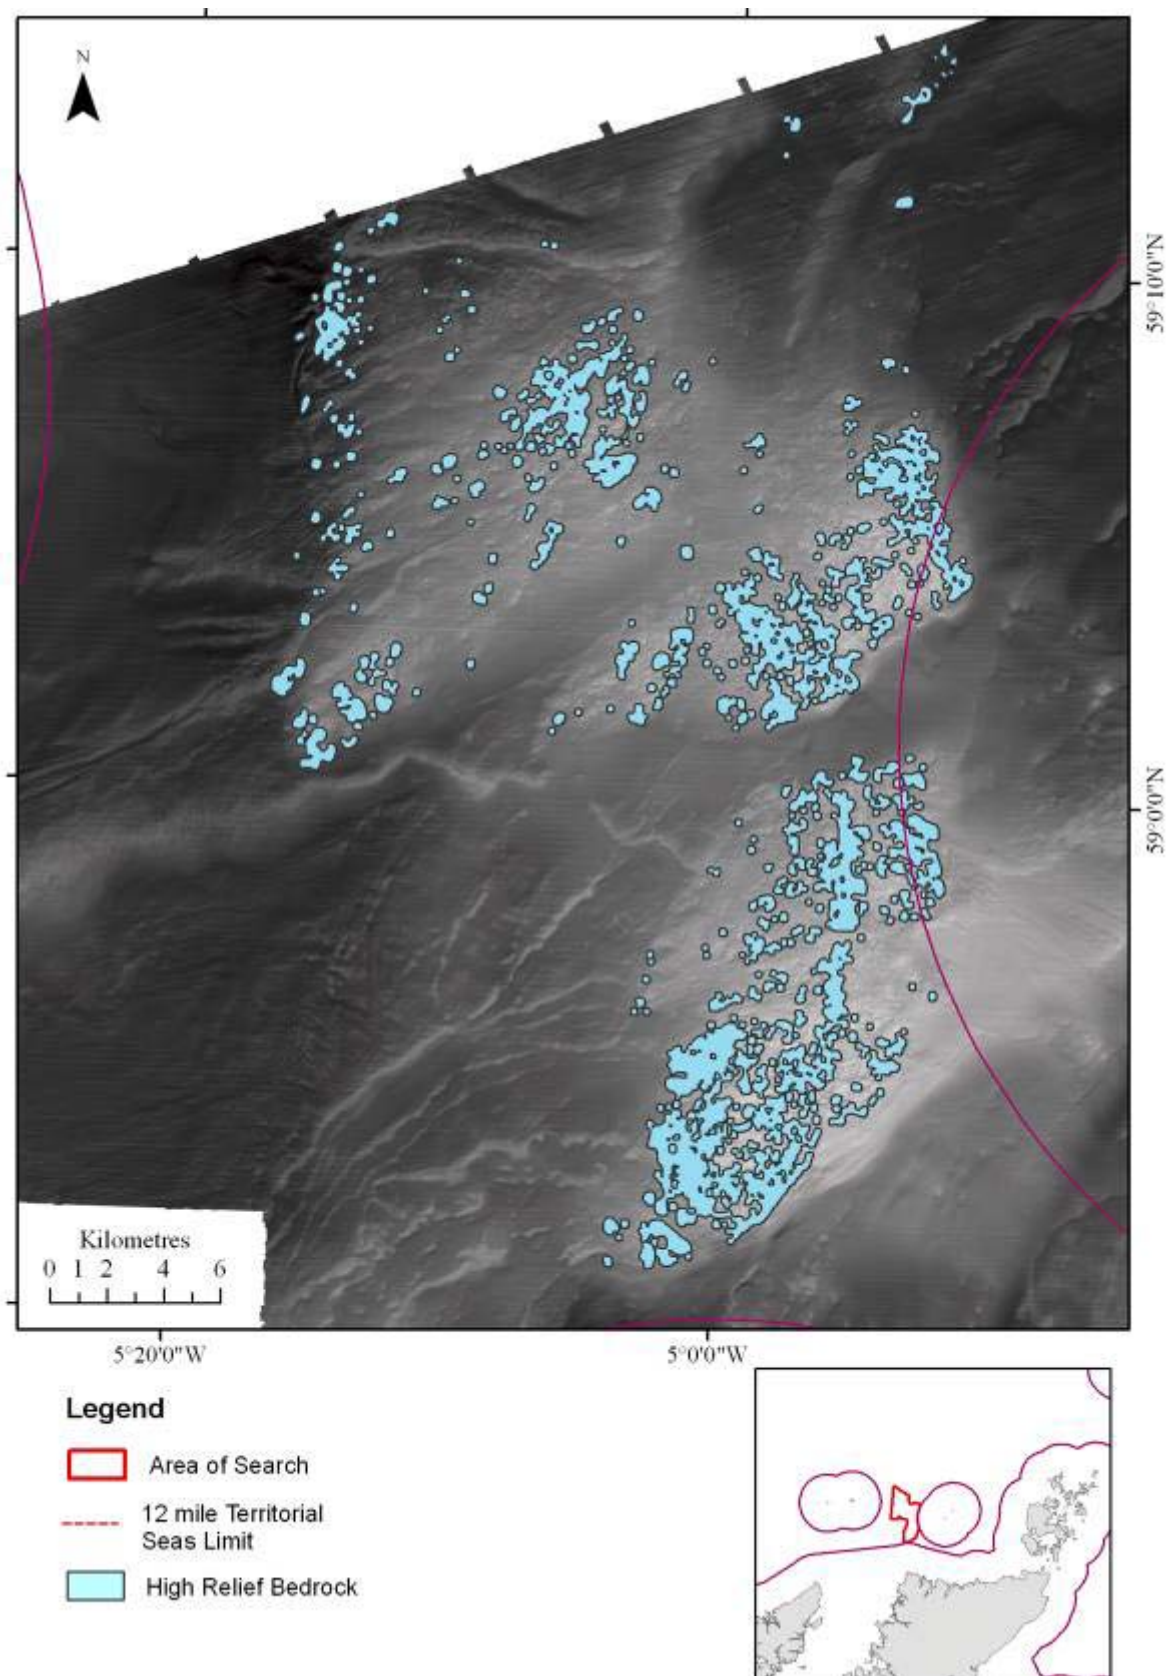 N
59°10'0"N
59°0'0"N
Kilometres
0 1 2 4 6
5°20'0"W
5°0'0"W
Legend
Area of Search
12 mile Territorial
Seas Limit
High Relief Bedrock